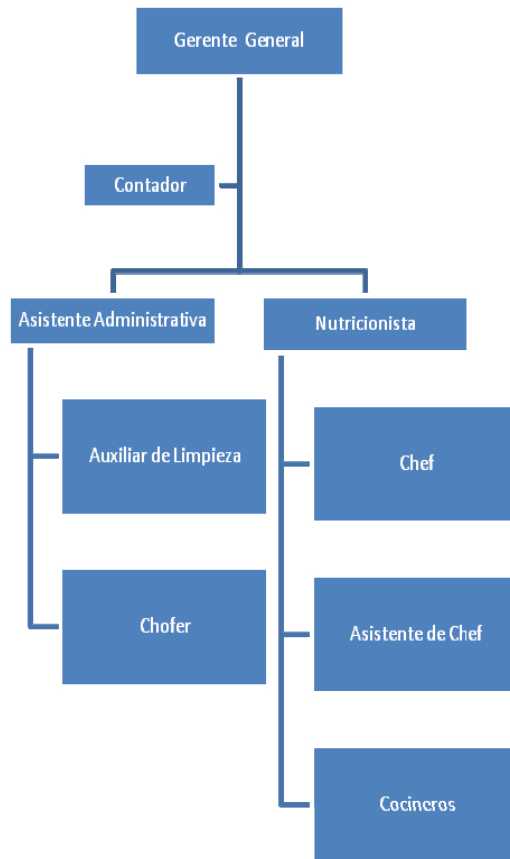 Gerente General
Contador
Asistente Administrativa
Nutricionista
Auxiliar de Limpieza
Chef
Chofer
Asistente de Chef
Cocineros